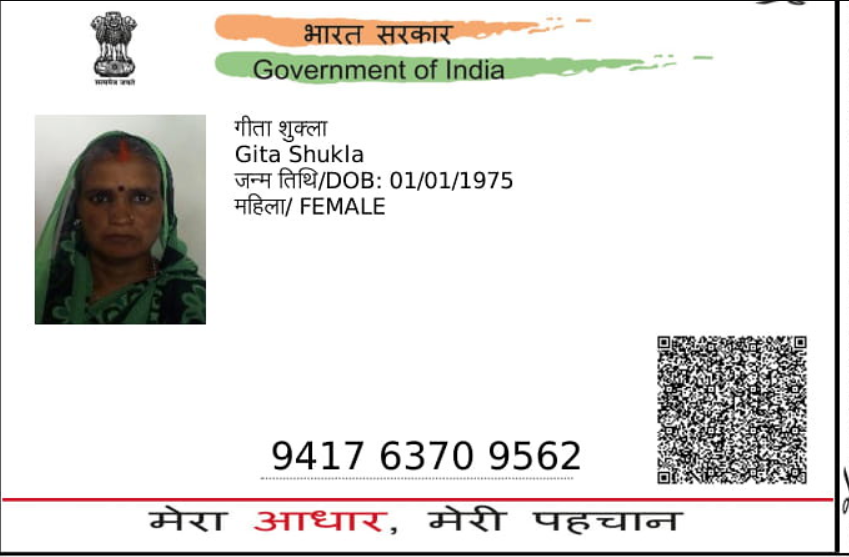 सत्यमेव जयते
भारत सरकार
Government of India
गीता शुक्ला
Gita Shukla
जन्म तिथि/DOB: 01/01/1975
महिला/ FEMALE
9417 6370 9562
मेरा आधार, मेरी पहचान